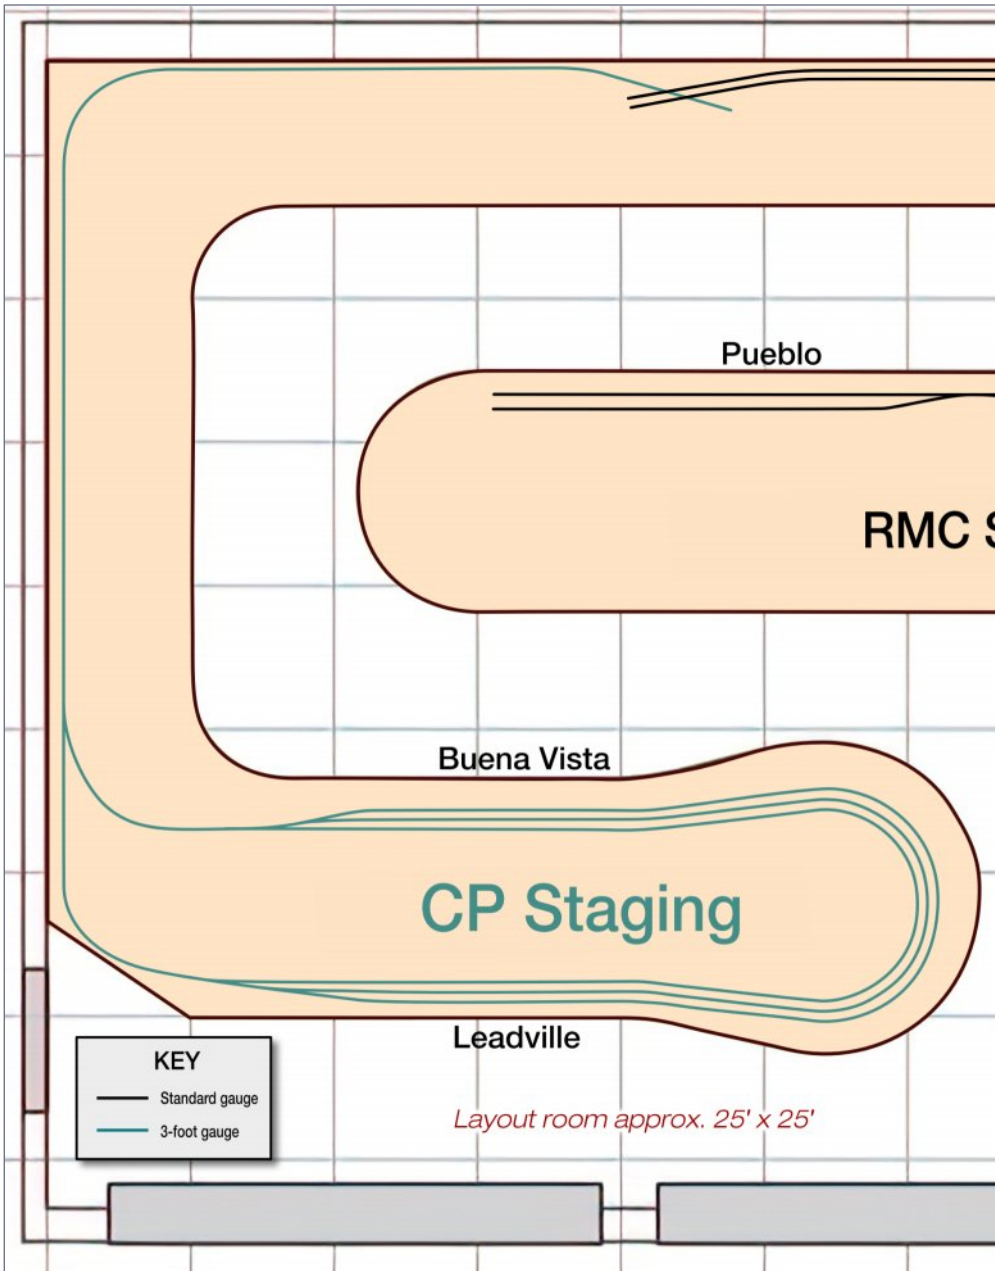 Pueblo
RMC S
Buena Vista
CP Staging
Leadville
KEY
Standard gauge
3-foot gauge
Layout room approx. 25' x 25'